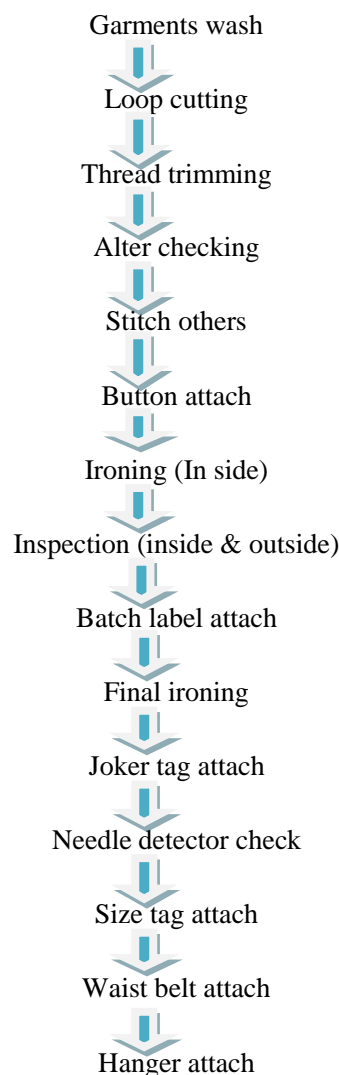 Garments wash
Loop cutting
Thread trimming
Alter checking
Stitch others
Button attach
Ironing (In side)
Inspection (inside & outside)
Batch label attach
Final ironing
Joker tag attach
Needle detector check
Size tag attach
Waist belt attach
Hanger attach